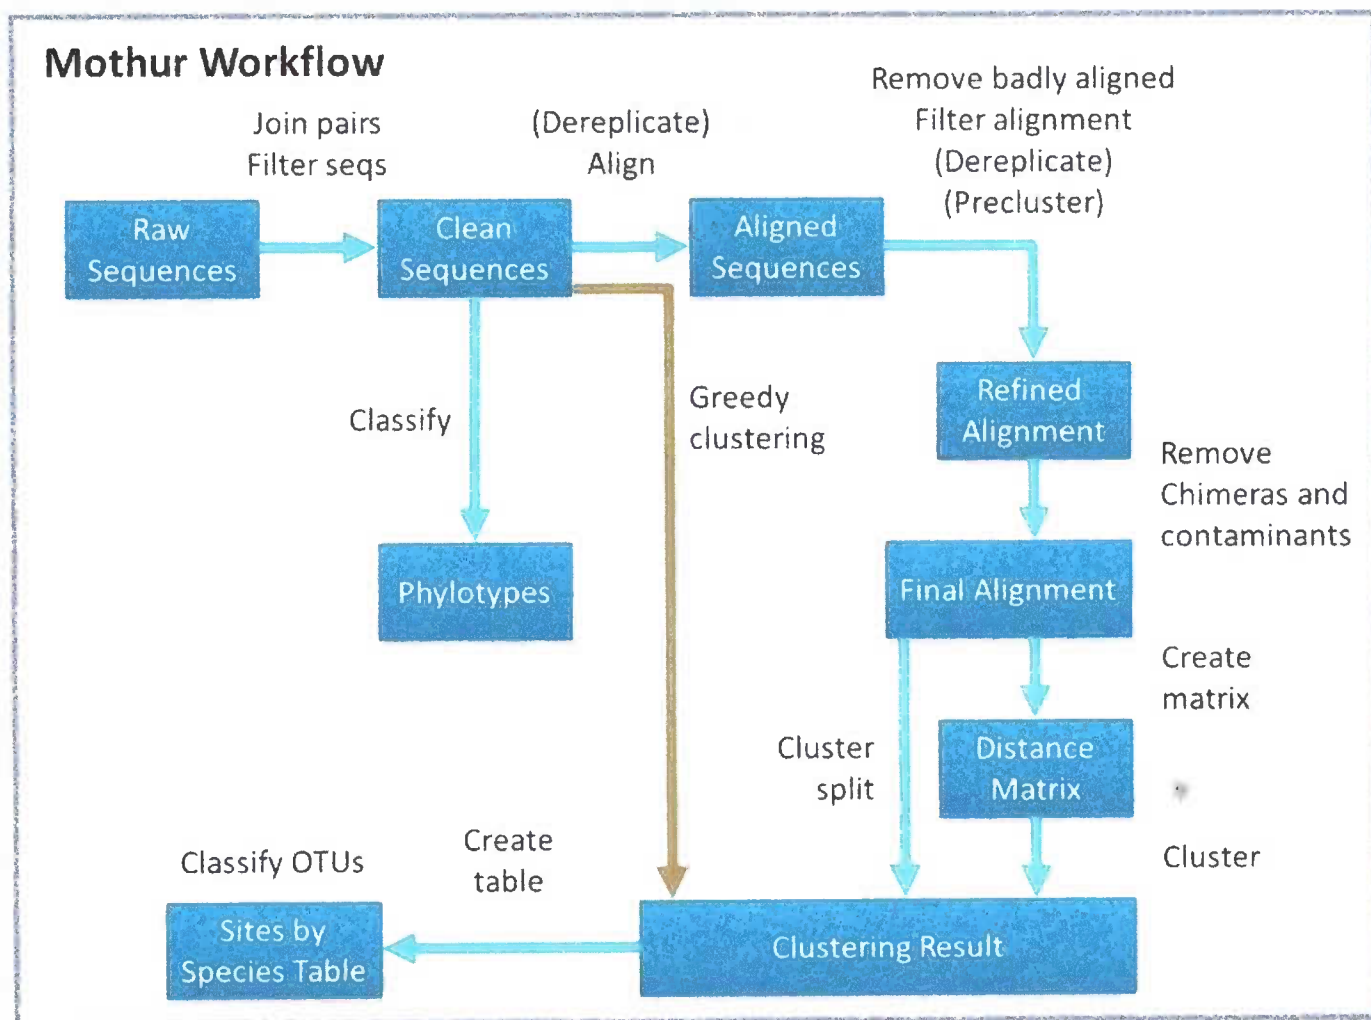 Mothur Workflow
Join pairs
Filter seqs
(Dereplicate)
Align
Remove badly aligned
Filter alignment
(Dereplicate)
(Precluster)
Raw
Sequences
Clean
Sequences
Aligned
Sequences
Classify
Greedy
clustering
Refined
Alignment
Remove
Chimeras and
contaminants
Phylotypes
Final Alignment
Create
matrix
Cluster
split
Distance
Matrix
Cluster
Classify OTUs
Create
table
Sites by
Species Table
Clustering Result